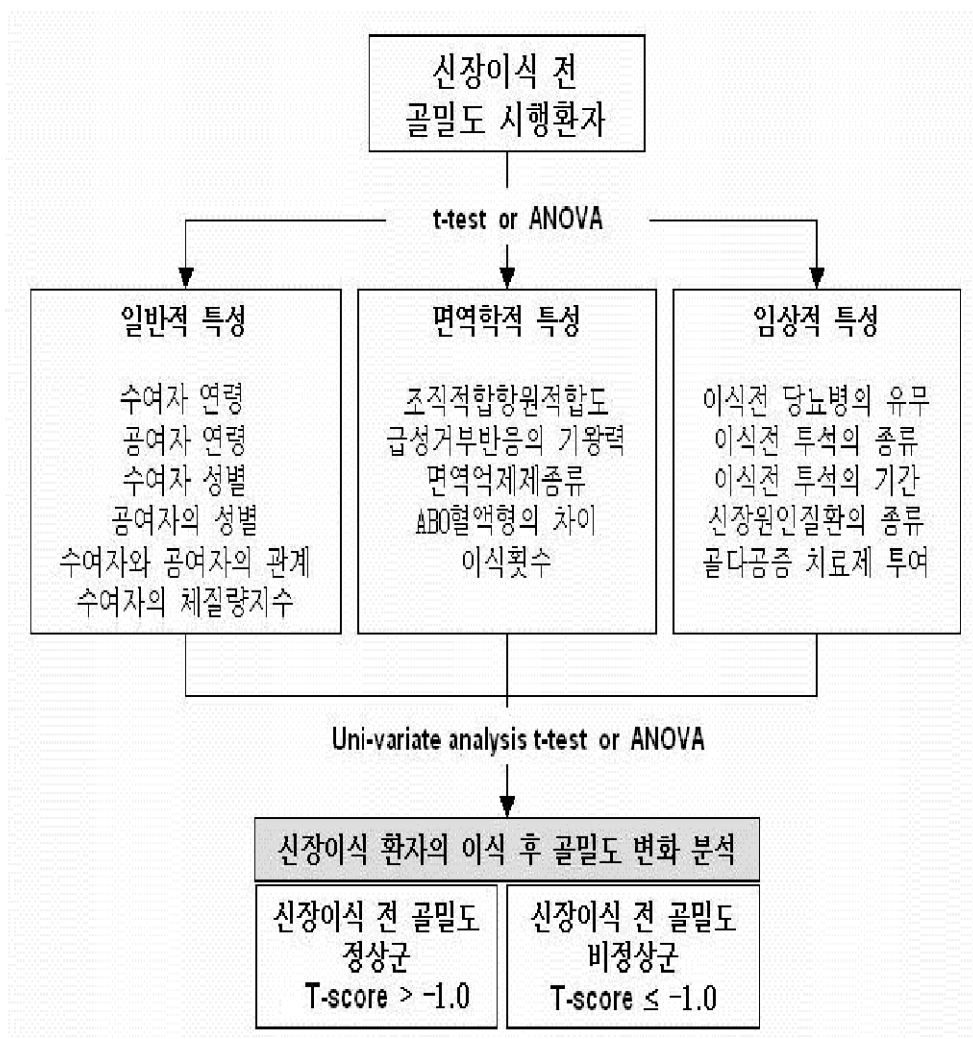 신장이식 전
골밀도 시행환자
t-test or ANOVA
일반적 특성
수여자 연령
공여자 연령
수여자 성별
공여자의 성별
수여자와 공여자의 관계
수여자의 체질량지수
면역학적 특성
조직적합항원적합도
급성거부반응의 기왕력
면역억제제종류
ABO혈액형의 차이
이식횟수
임상적 특성
이식전 당뇨병의 유무
이식전 투석의 종류
이식전 투석의 기간
신장원인질환의 종류
골다공증 치료제 투여
Uni-variate analysis t-test or ANOVA
신장이식 환자의 이식 후 골밀도 변화 분석
신장이식 전 골밀도
정상군
T-score > -1.0
신장이식 전 골밀도
비정상군
T-score ≤ -1.0